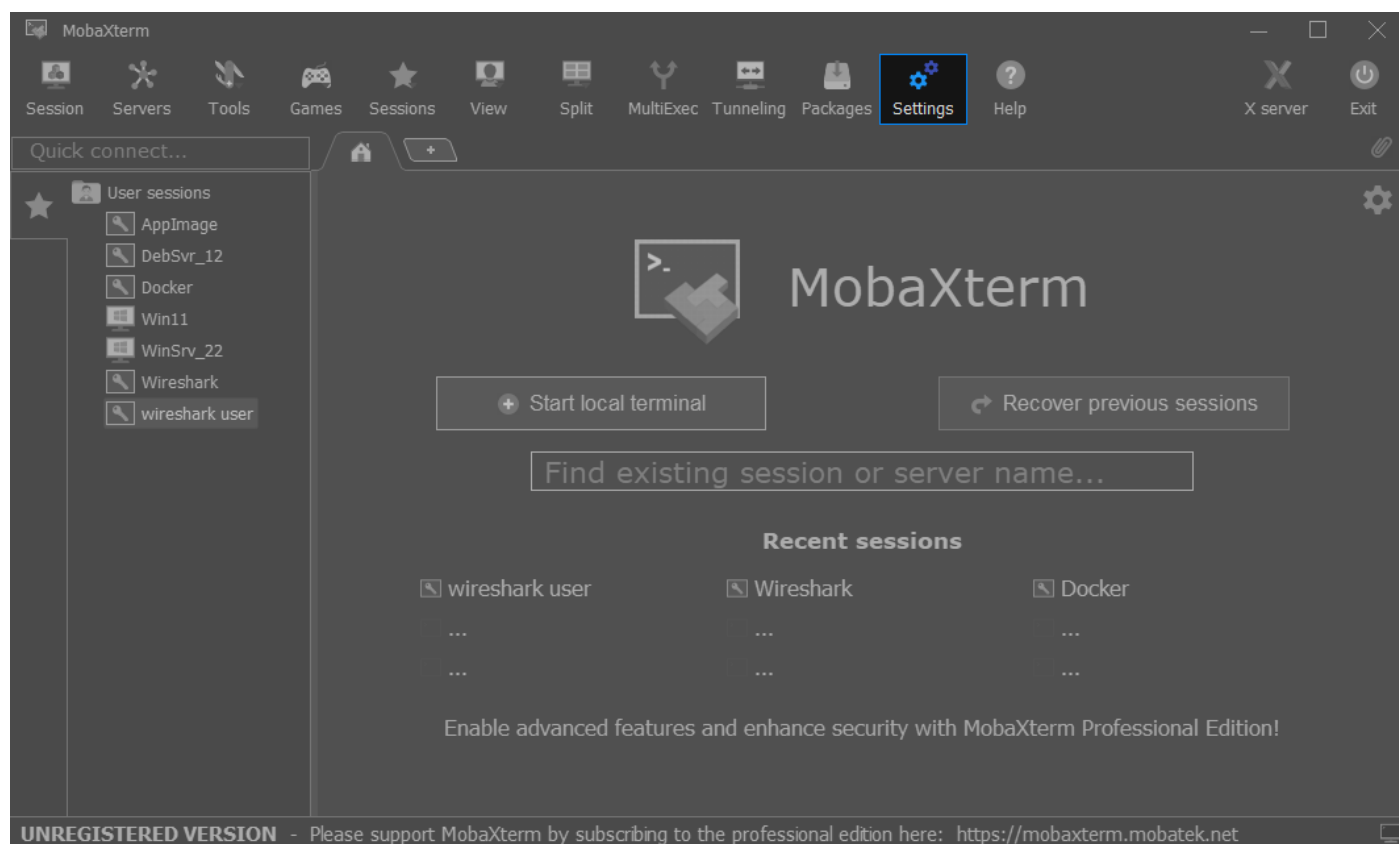 MobaXterm
Session Servers Tools Games Sessions View Split MultiExec Tunneling Packages Settings Help X server Exit
Quick connect...
User sessions
AppImage
DebSvr_12
Docker
Win11
WinSrv_22
Wireshark
wireshark user
>_
MobaXterm
Start local terminal
Recover previous sessions
Find existing session or server name...
Recent sessions
wireshark user Wireshark Docker
... ... ...
... ... ...
Enable advanced features and enhance security with MobaXterm Professional Edition!
UNREGISTERED VERSION - Please support MobaXterm by subscribing to the professional edition here: https://mobaxterm.mobatek.net